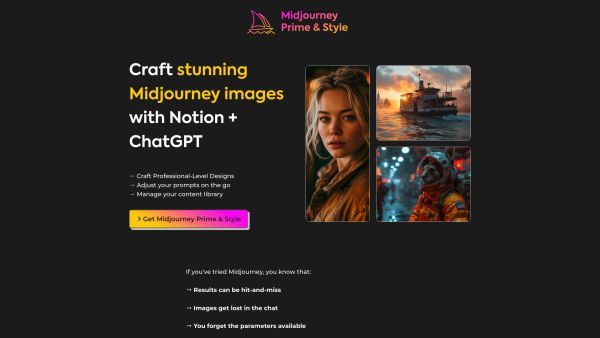 Midjourney
Prime & Style
Craft stunning
Midjourney images
with Notion +
ChatGPT
→ Craft Professional-Level Designs
→ Adjust your prompts on the go
→ Manage your content library
> Get Midjourney Prime & Style
If you've tried Midjourney, you know that:
→ Results can be hit-and-miss
→ Images get lost in the chat
→ You forget the parameters available